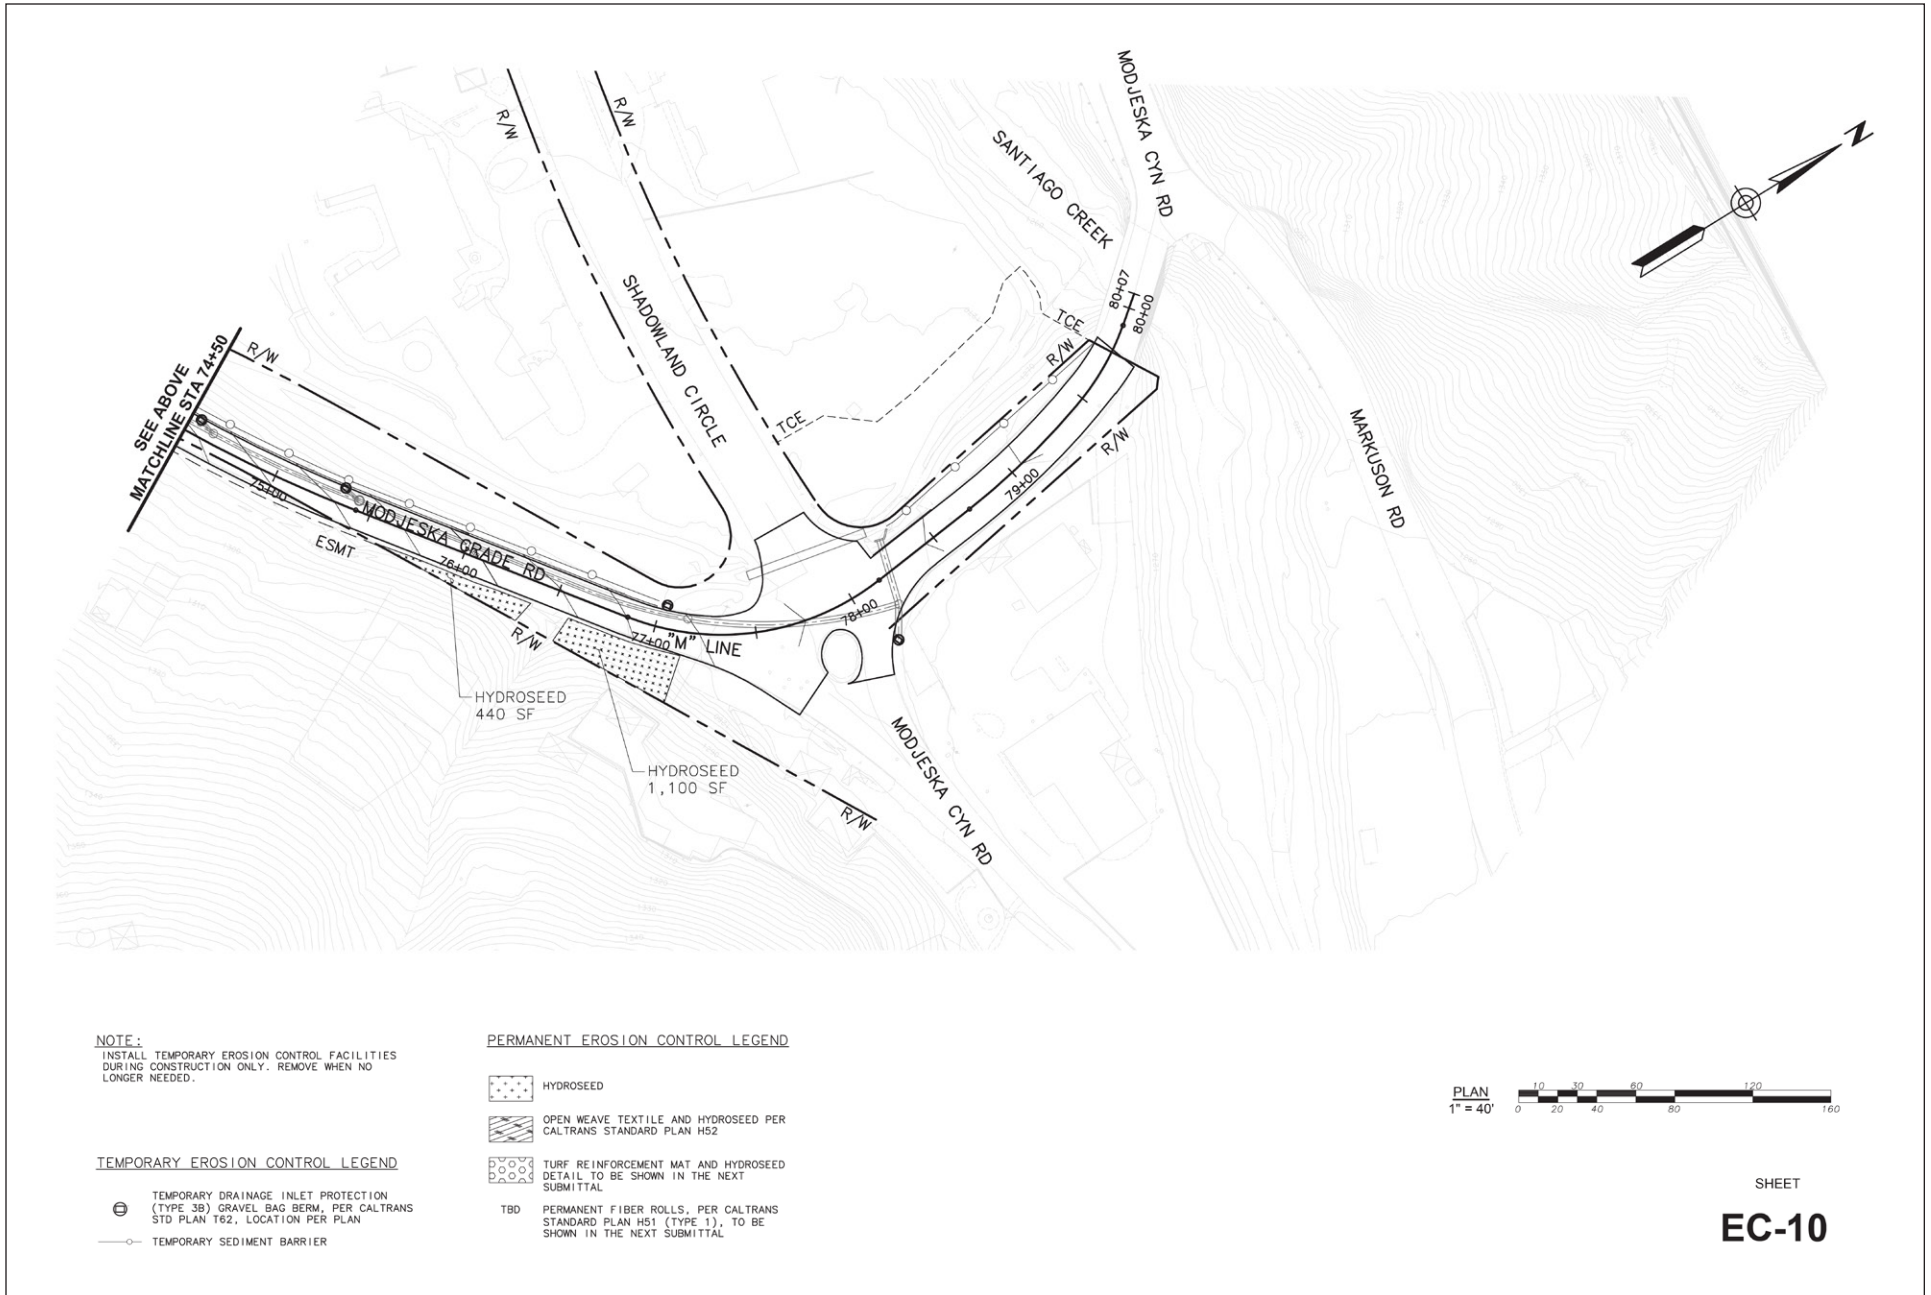 MODJESKA CYN RD
SANTIAGO CREEK
R/W
R/W
N
SHADOWLAND CIRCLE
80+07
80+00
TCE
R/W
TCE
R/W
SEE ABOVE
MATCHLINE STA 74+50
R/W
MARKUSON RD
75+00
79+00
MODJESKA GRADE RD
ESMT
76+00
78+00
77+00
"M" LINE
R/W
HYDROSEED
440 SF
HYDROSEED
1,100 SF
R/W
MODJESKA CYN RD
NOTE:
INSTALL TEMPORARY EROSION CONTROL FACILITIES
DURING CONSTRUCTION ONLY. REMOVE WHEN NO
LONGER NEEDED.
TEMPORARY EROSION CONTROL LEGEND
TEMPORARY DRAINAGE INLET PROTECTION
(TYPE 3B) GRAVEL BAG BERM, PER CALTRANS
STD PLAN T62, LOCATION PER PLAN
TEMPORARY SEDIMENT BARRIER
PERMANENT EROSION CONTROL LEGEND
HYDROSEED
OPEN WEAVE TEXTILE AND HYDROSEED PER
CALTRANS STANDARD PLAN H52
TURF REINFORCEMENT MAT AND HYDROSEED
DETAIL TO BE SHOWN IN THE NEXT
SUBMITTAL
TBD PERMANENT FIBER ROLLS, PER CALTRANS
STANDARD PLAN H51 (TYPE 1), TO BE
SHOWN IN THE NEXT SUBMITTAL
PLAN
1" = 40'
10 30 60 120
0 20 40 80 160
SHEET
EC-10